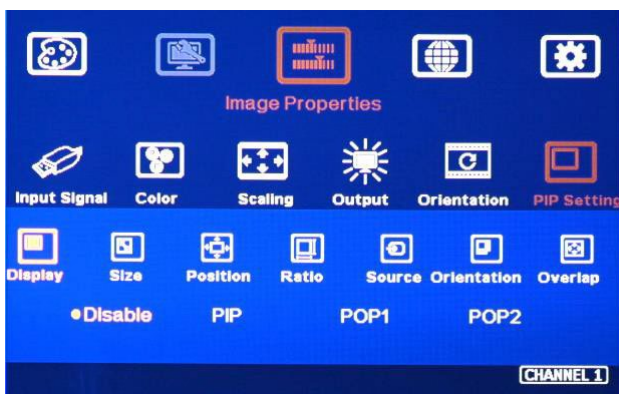 Image Properties
Input Signal Color Scaling Output Orientation PIP Setting
Display Size Position Ratio Source Orientation Overlap
Disable PIP POP1 POP2
CHANNEL 1